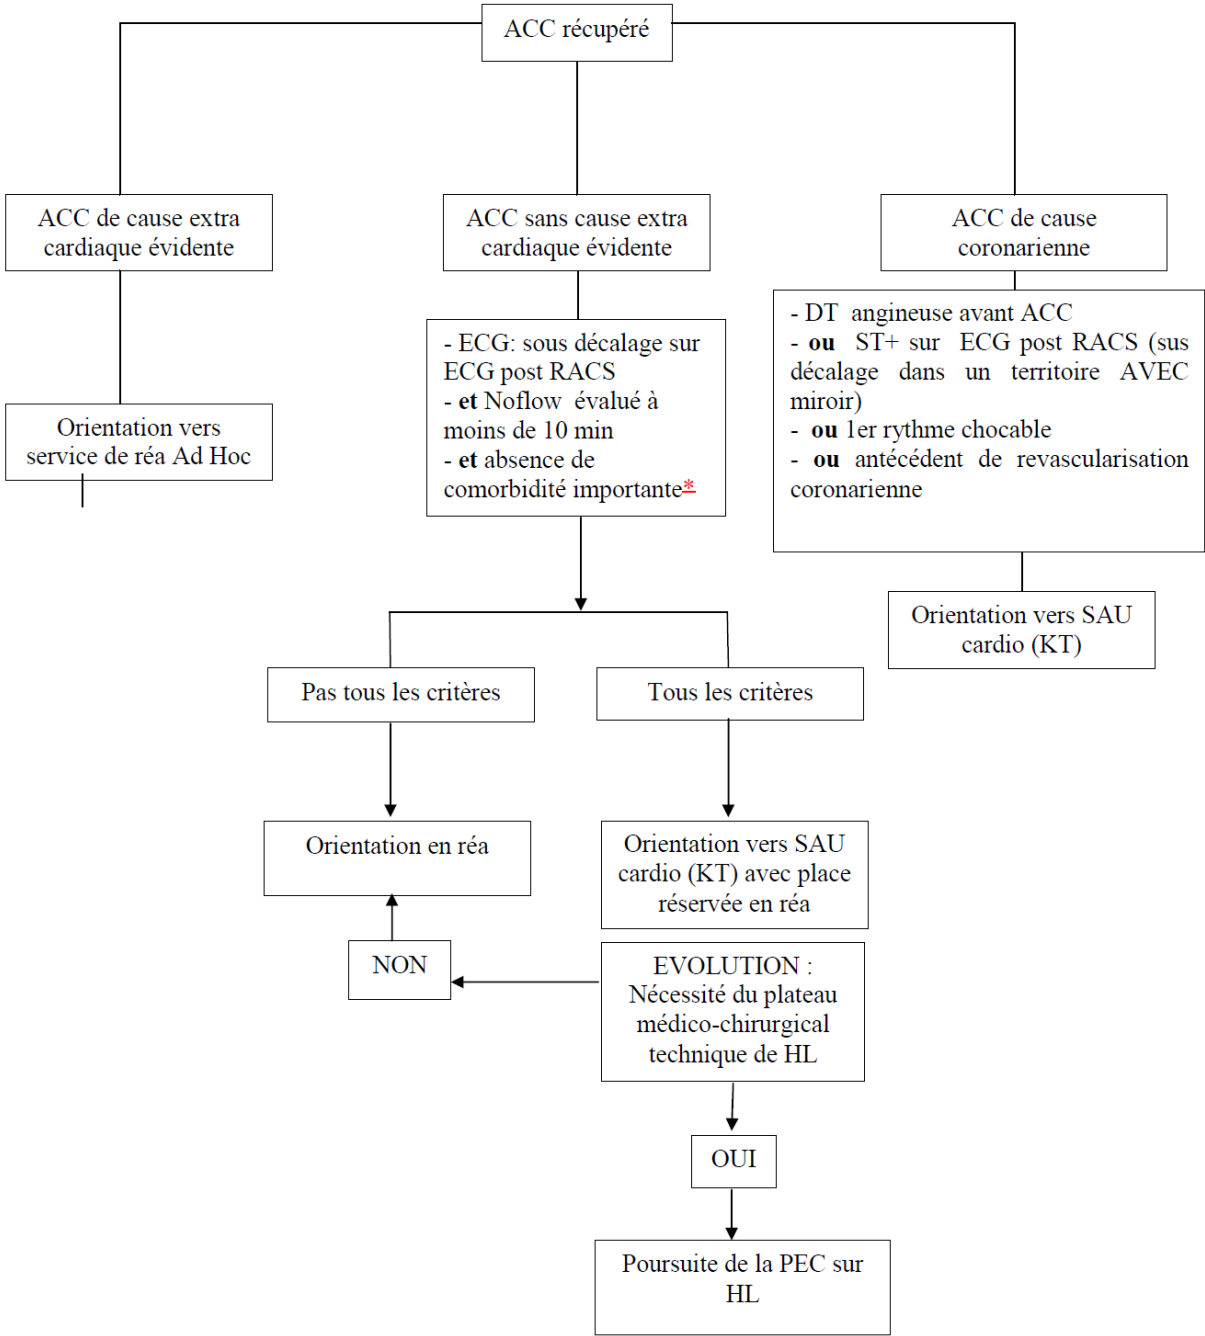 ACC récupéré
ACC de cause extra
cardiaque évidente
ACC sans cause extra
cardiaque évidente
ACC de cause
coronarienne
Orientation vers
service de réa Ad Hoc
- ECG: sous décalage sur
ECG post RACS
- et Noflow évalué à
moins de 10 min
- et absence de
comorbidité importante*
- DT angineuse avant ACC
- ou ST+ sur ECG post RACS (sus
décalage dans un territoire AVEC
miroir)
- ou 1er rythme chocable
- ou antécédent de revascularisation
coronarienne
Orientation vers SAU
cardio (KT)
Pas tous les critères
Tous les critères
Orientation en réa
Orientation vers SAU
cardio (KT) avec place
réservée en réa
NON
EVOLUTION :
Nécessité du plateau
médico-chirurgical
technique de HL
OUI
Poursuite de la PEC sur
HL